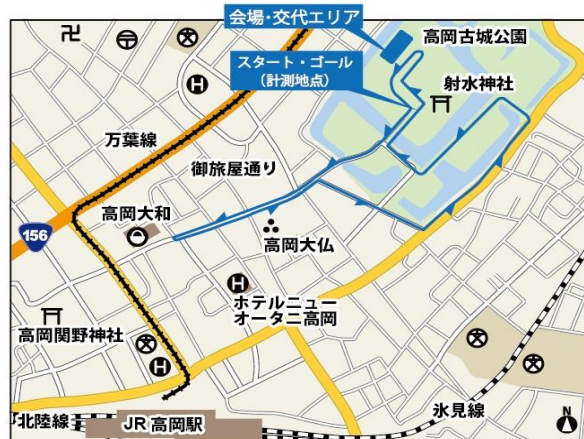 会場・交代エリア
高岡古城公園
スタート・ゴール
（計測地点）
射水神社
万葉線
御旅屋通り
高岡大和
156
高岡大仏
ホテルニュー
オータニ高岡
高岡関野神社
北陸線
JR高岡駅
氷見線
H
H
H
N